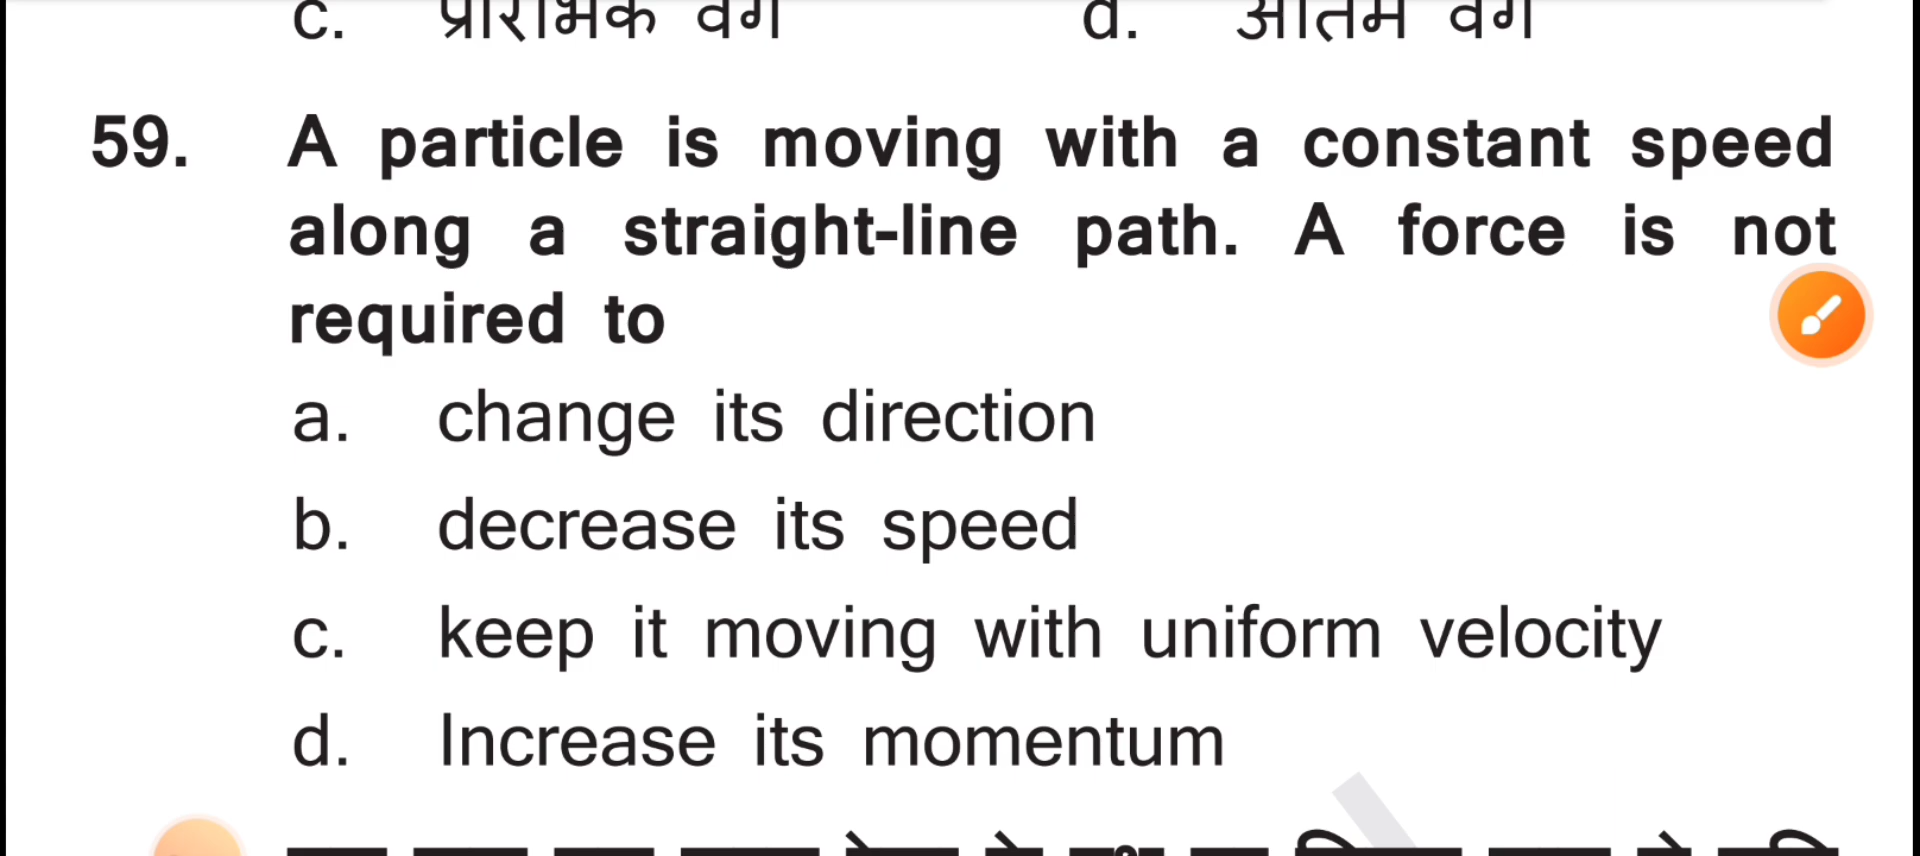 c. प्रारंभिक वेग d. अंतिम वेग
59. A particle is moving with a constant speed
along a straight-line path. A force is not
required to
a. change its direction
b. decrease its speed
c. keep it moving with uniform velocity
d. Increase its momentum